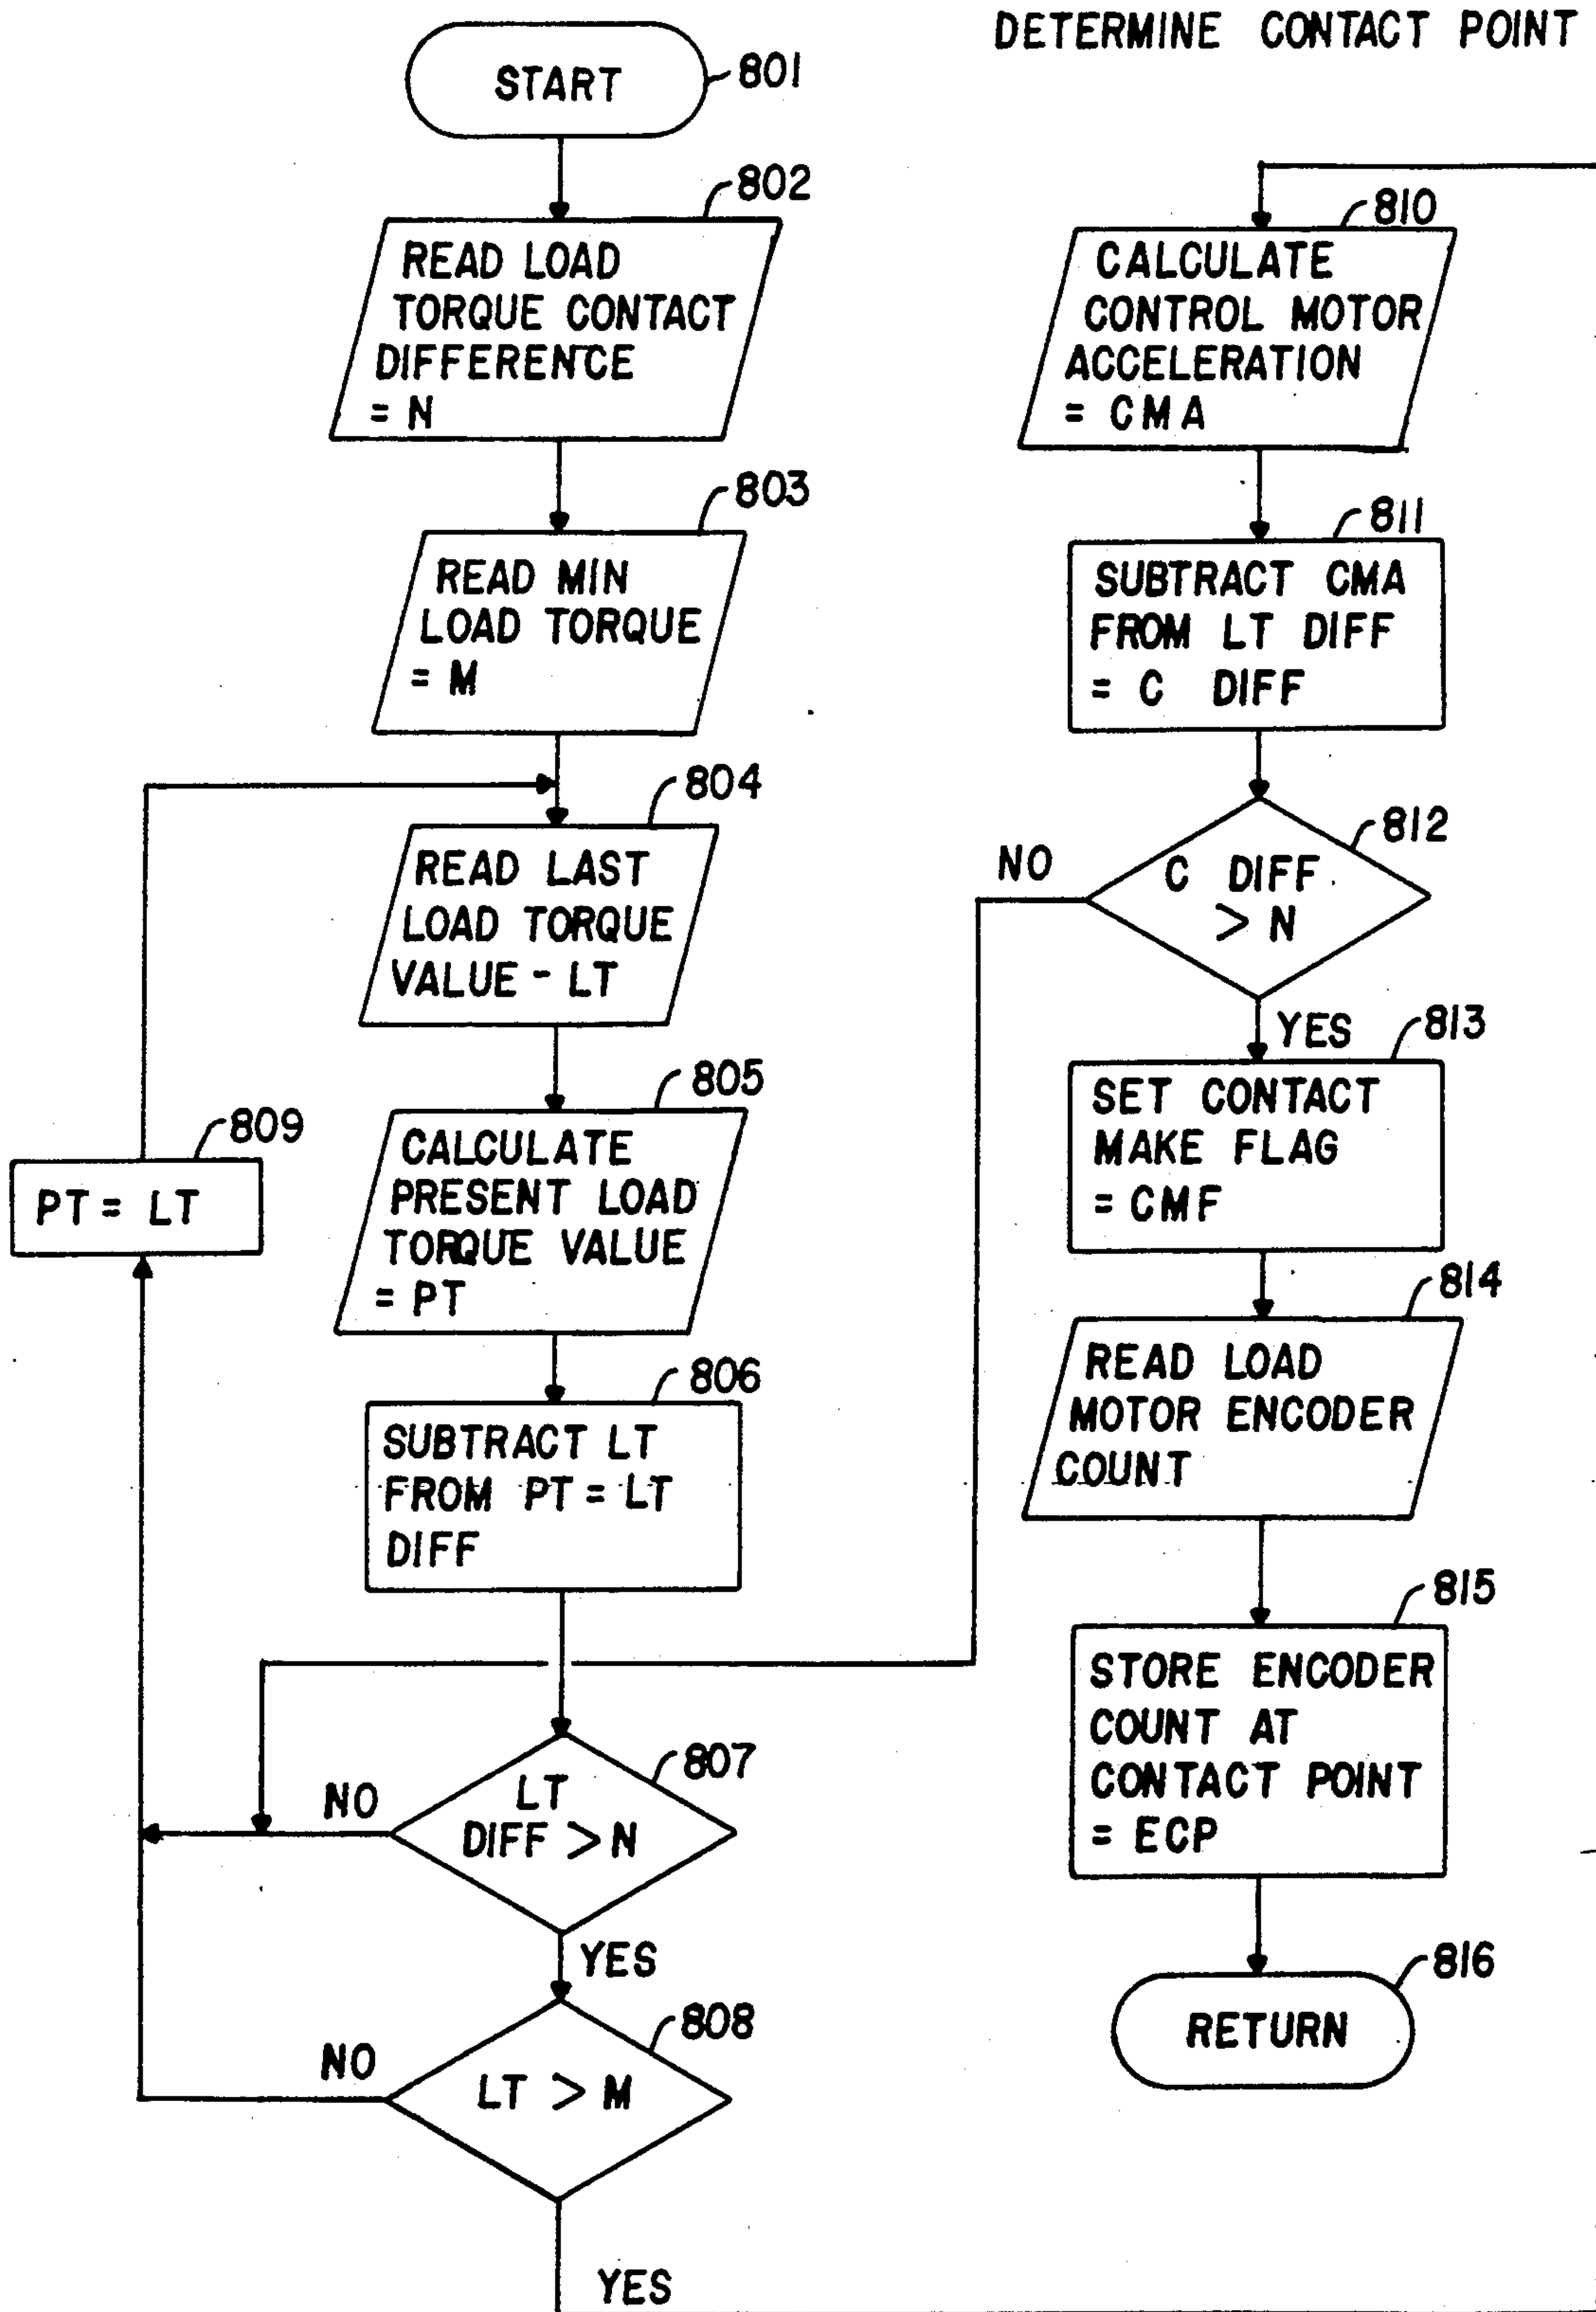 DETERMINE CONTACT POINT
START
801
802
READ LOAD
TORQUE CONTACT
DIFFERENCE
= N
803
READ MIN
LOAD TORQUE
= M
804
READ LAST
LOAD TORQUE
VALUE - LT
805
CALCULATE
PRESENT LOAD
TORQUE VALUE
= PT
809
PT = LT
806
SUBTRACT LT
FROM PT = LT
DIFF
807
LT
DIFF > N
NO
YES
808
LT > M
NO
YES
810
CALCULATE
CONTROL MOTOR
ACCELERATION
= CMA
811
SUBTRACT CMA
FROM LT DIFF
= C DIFF
812
C DIFF
> N
NO
YES
813
SET CONTACT
MAKE FLAG
= CMF
814
READ LOAD
MOTOR ENCODER
COUNT
815
STORE ENCODER
COUNT AT
CONTACT POINT
= ECP
816
RETURN